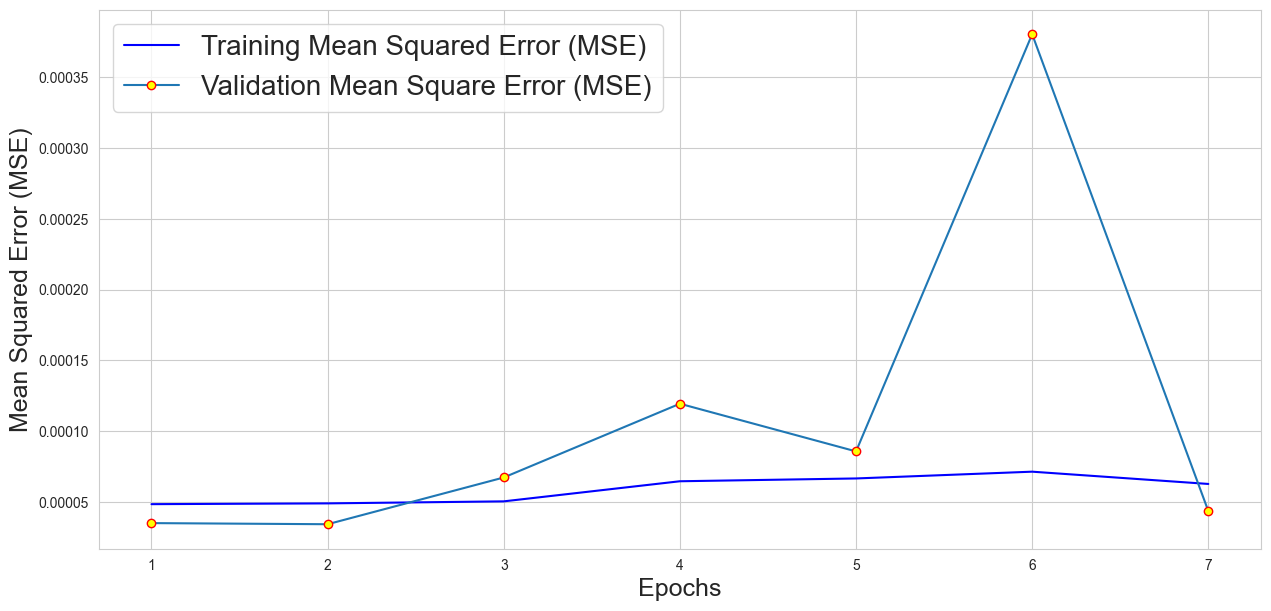 Training Mean Squared Error (MSE)
Validation Mean Square Error (MSE)
Mean Squared Error (MSE)
0.00035
0.00030
0.00025
0.00020
0.00015
0.00010
0.00005
1 2 3 4 5 6 7
Epochs